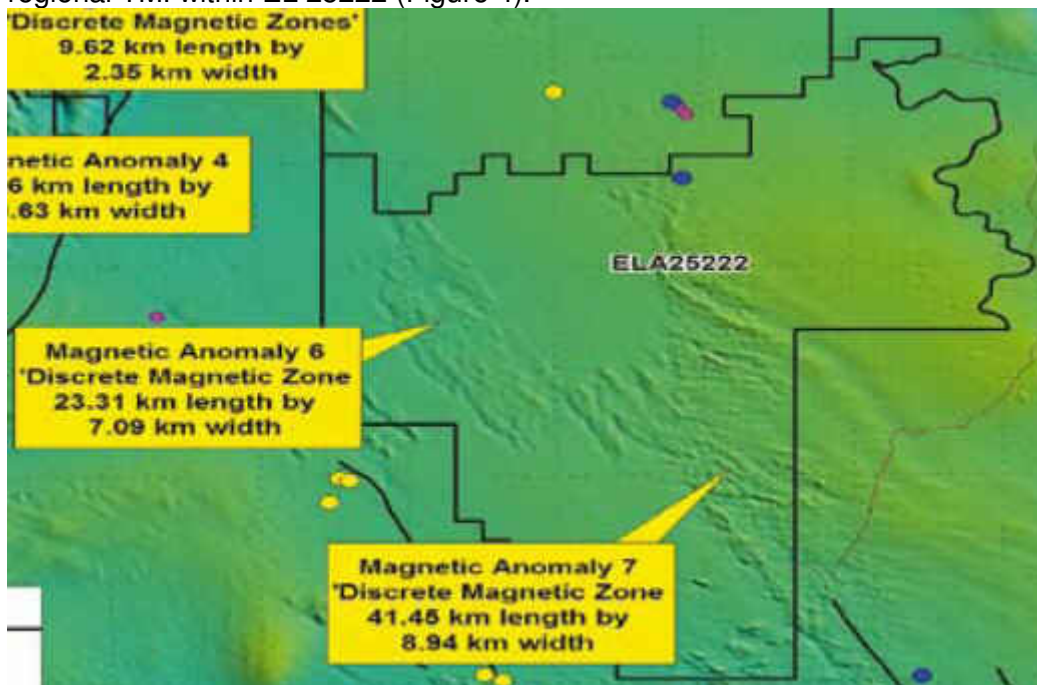 'Discrete Magnetic Zones'
9.62 km length by
2.35 km width
netic Anomaly 4
6 km length by
.63 km width
ELA25222
Magnetic Anomaly 6
'Discrete Magnetic Zone
23.31 km length by
7.09 km width
Magnetic Anomaly 7
'Discrete Magnetic Zone
41.45 km length by
8.94 km width